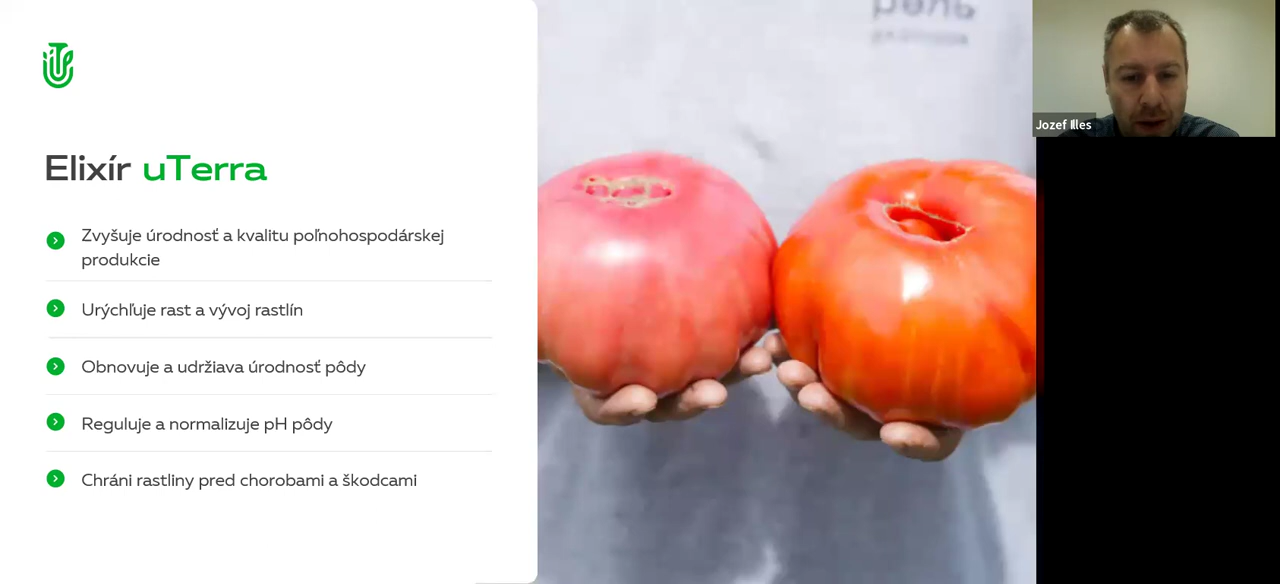 Elixír uTerra
Zvyšuje úrodnosť a kvalitu poľnohospodárskej
produkcie
Urýchľuje rast a vývoj rastlín
Obnovuje a udržiava úrodnosť pôdy
Reguluje a normalizuje pH pôdy
Chráni rastliny pred chorobami a škodcami
Jozef Illes